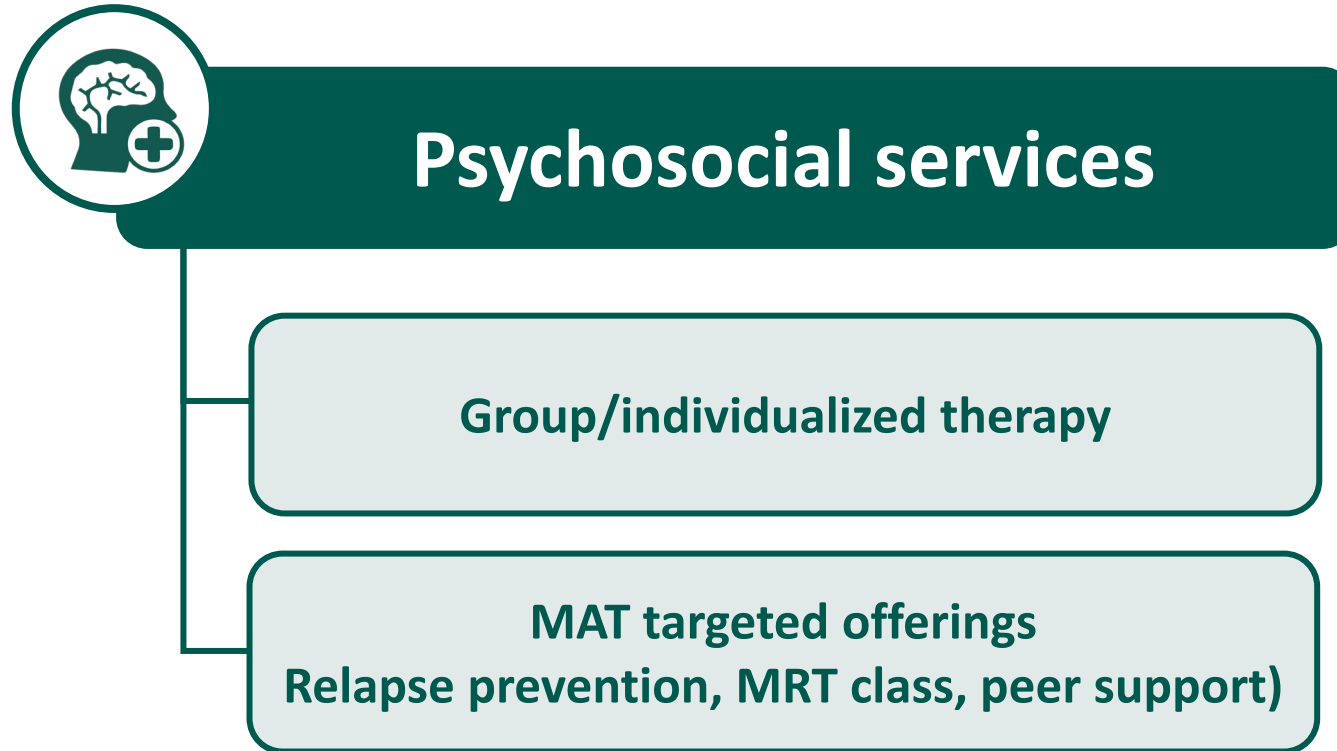 Psychosocial services
Group/individualized therapy
MAT targeted offerings
Relapse prevention, MRT class, peer support)